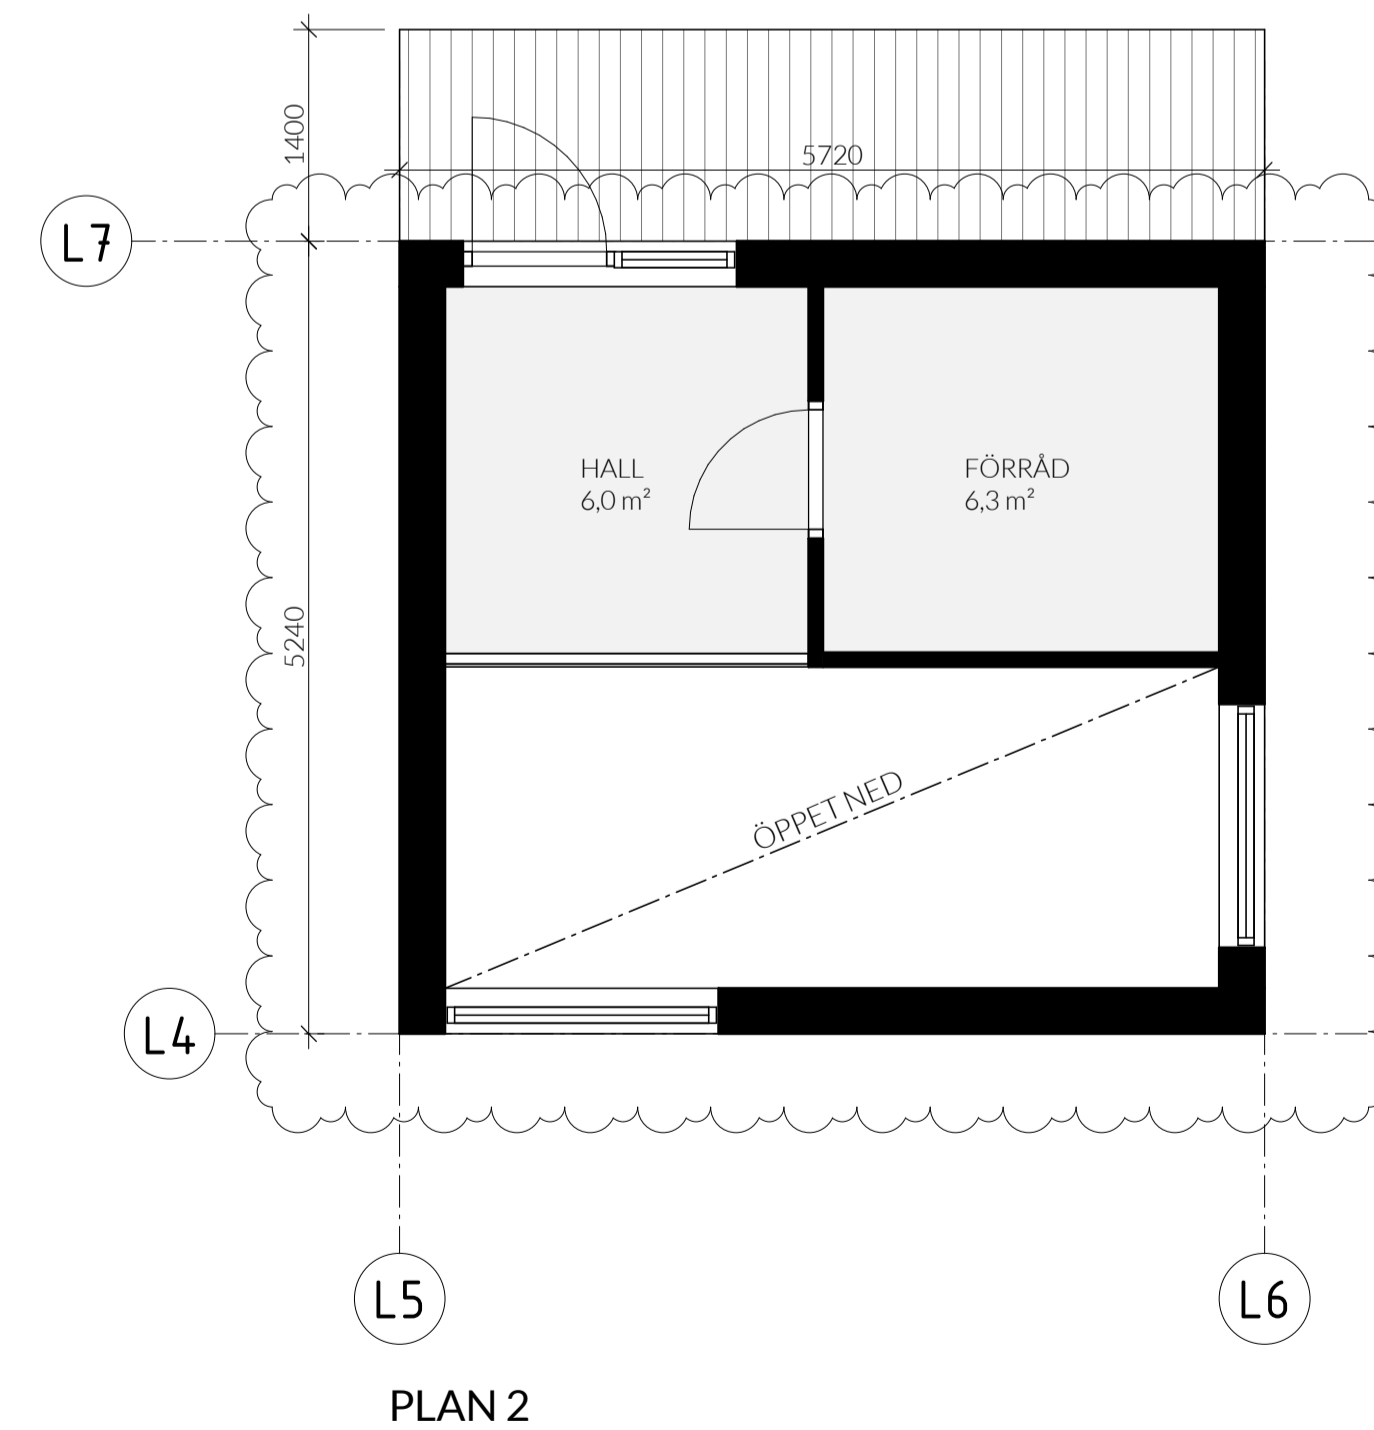 1400
5720
L7
HALL
6,0 m²
FÖRRÅD
6,3 m²
5240
ÖPPET NED
L4
L5
L6
PLAN 2